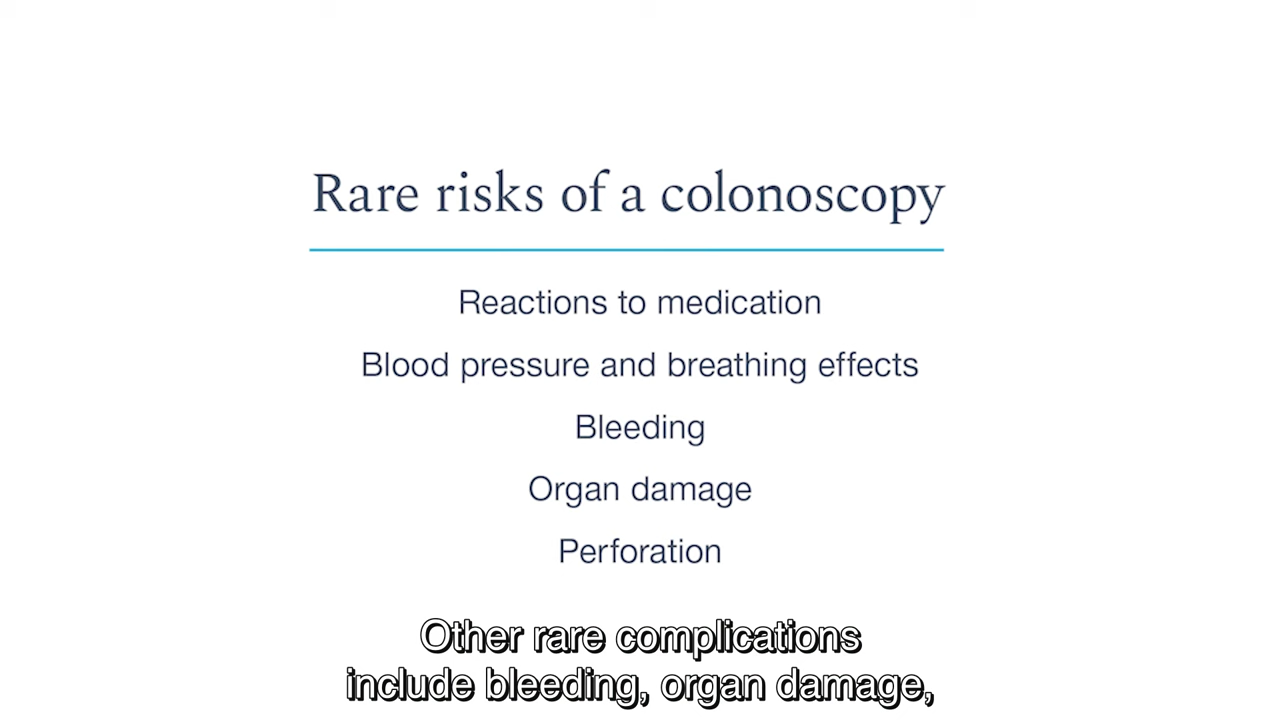 Rare risks of a colonoscopy
Reactions to medication
Blood pressure and breathing effects
Bleeding
Organ damage
Perforation
Other rare complications
include bleeding, organ damage,